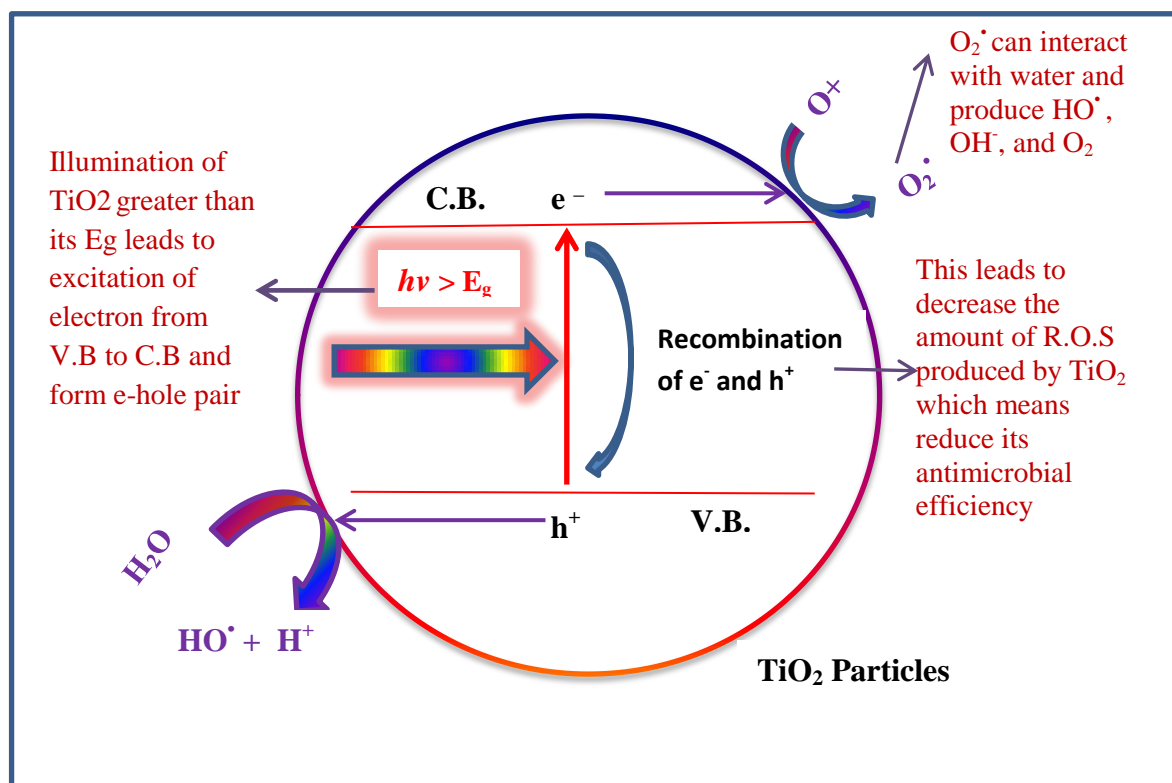 Illumination of
TiO2 greater than
its Eg leads to
excitation of
electron from
V.B to C.B and
form e-hole pair
C.B. e –
hν > Eg
Recombination
of e- and h+
h+
V.B.
H₂O
HO• + H+
TiO₂ Particles
O+
O₂•
O₂• can interact
with water and
produce HO•,
OH-, and O₂
This leads to
decrease the
amount of R.O.S
produced by TiO₂
which means
reduce its
antimicrobial
efficiency